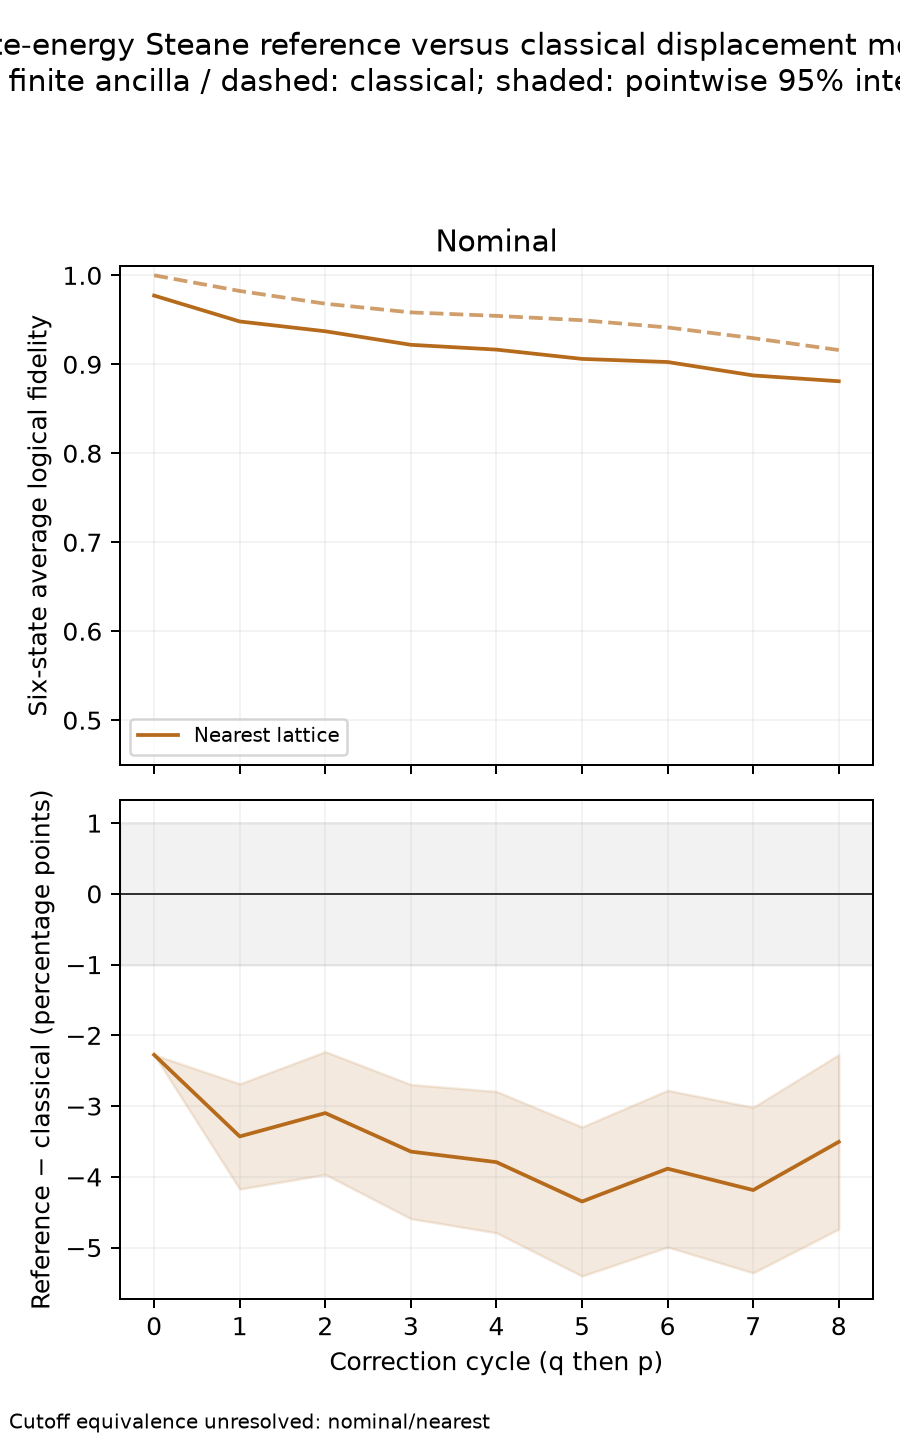 te-energy Steane reference versus classical displacement mo
finite ancilla / dashed: classical; shaded: pointwise 95% inte
Nominal
Six-state average logical fidelity
1.0
0.9
0.8
0.7
0.6
0.5
Nearest lattice
Reference − classical (percentage points)
1
0
−1
−2
−3
−4
−5
0 1 2 3 4 5 6 7 8
Correction cycle (q then p)
Cutoff equivalence unresolved: nominal/nearest